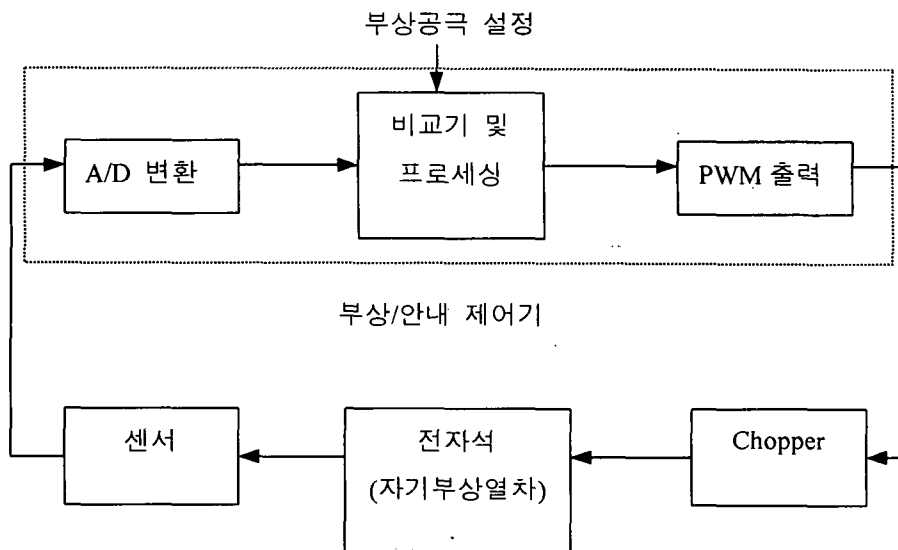 부상공극 설정
비교기 및
프로세싱
A/D 변환
PWM 출력
부상/안내 제어기
센서
전자석
(자기부상열차)
Chopper